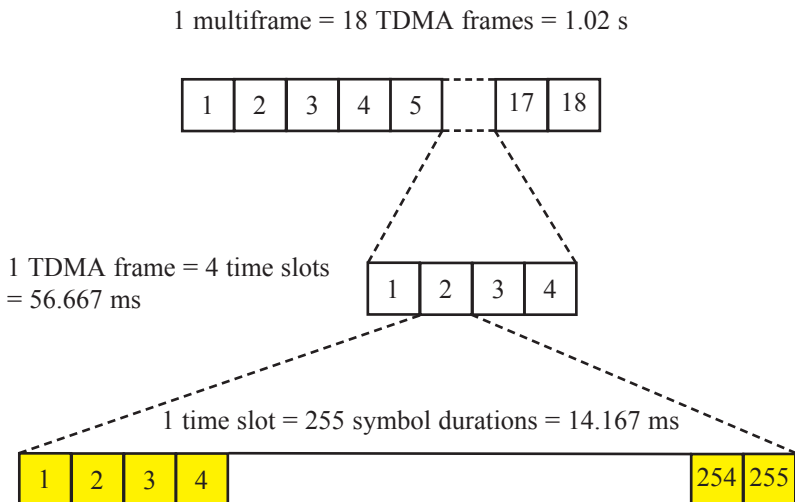 1 multiframe = 18 TDMA frames = 1.02 s
1 2 3 4 5 17 18
1 TDMA frame = 4 time slots
= 56.667 ms
1 2 3 4
1 time slot = 255 symbol durations = 14.167 ms
1 2 3 4 254 255